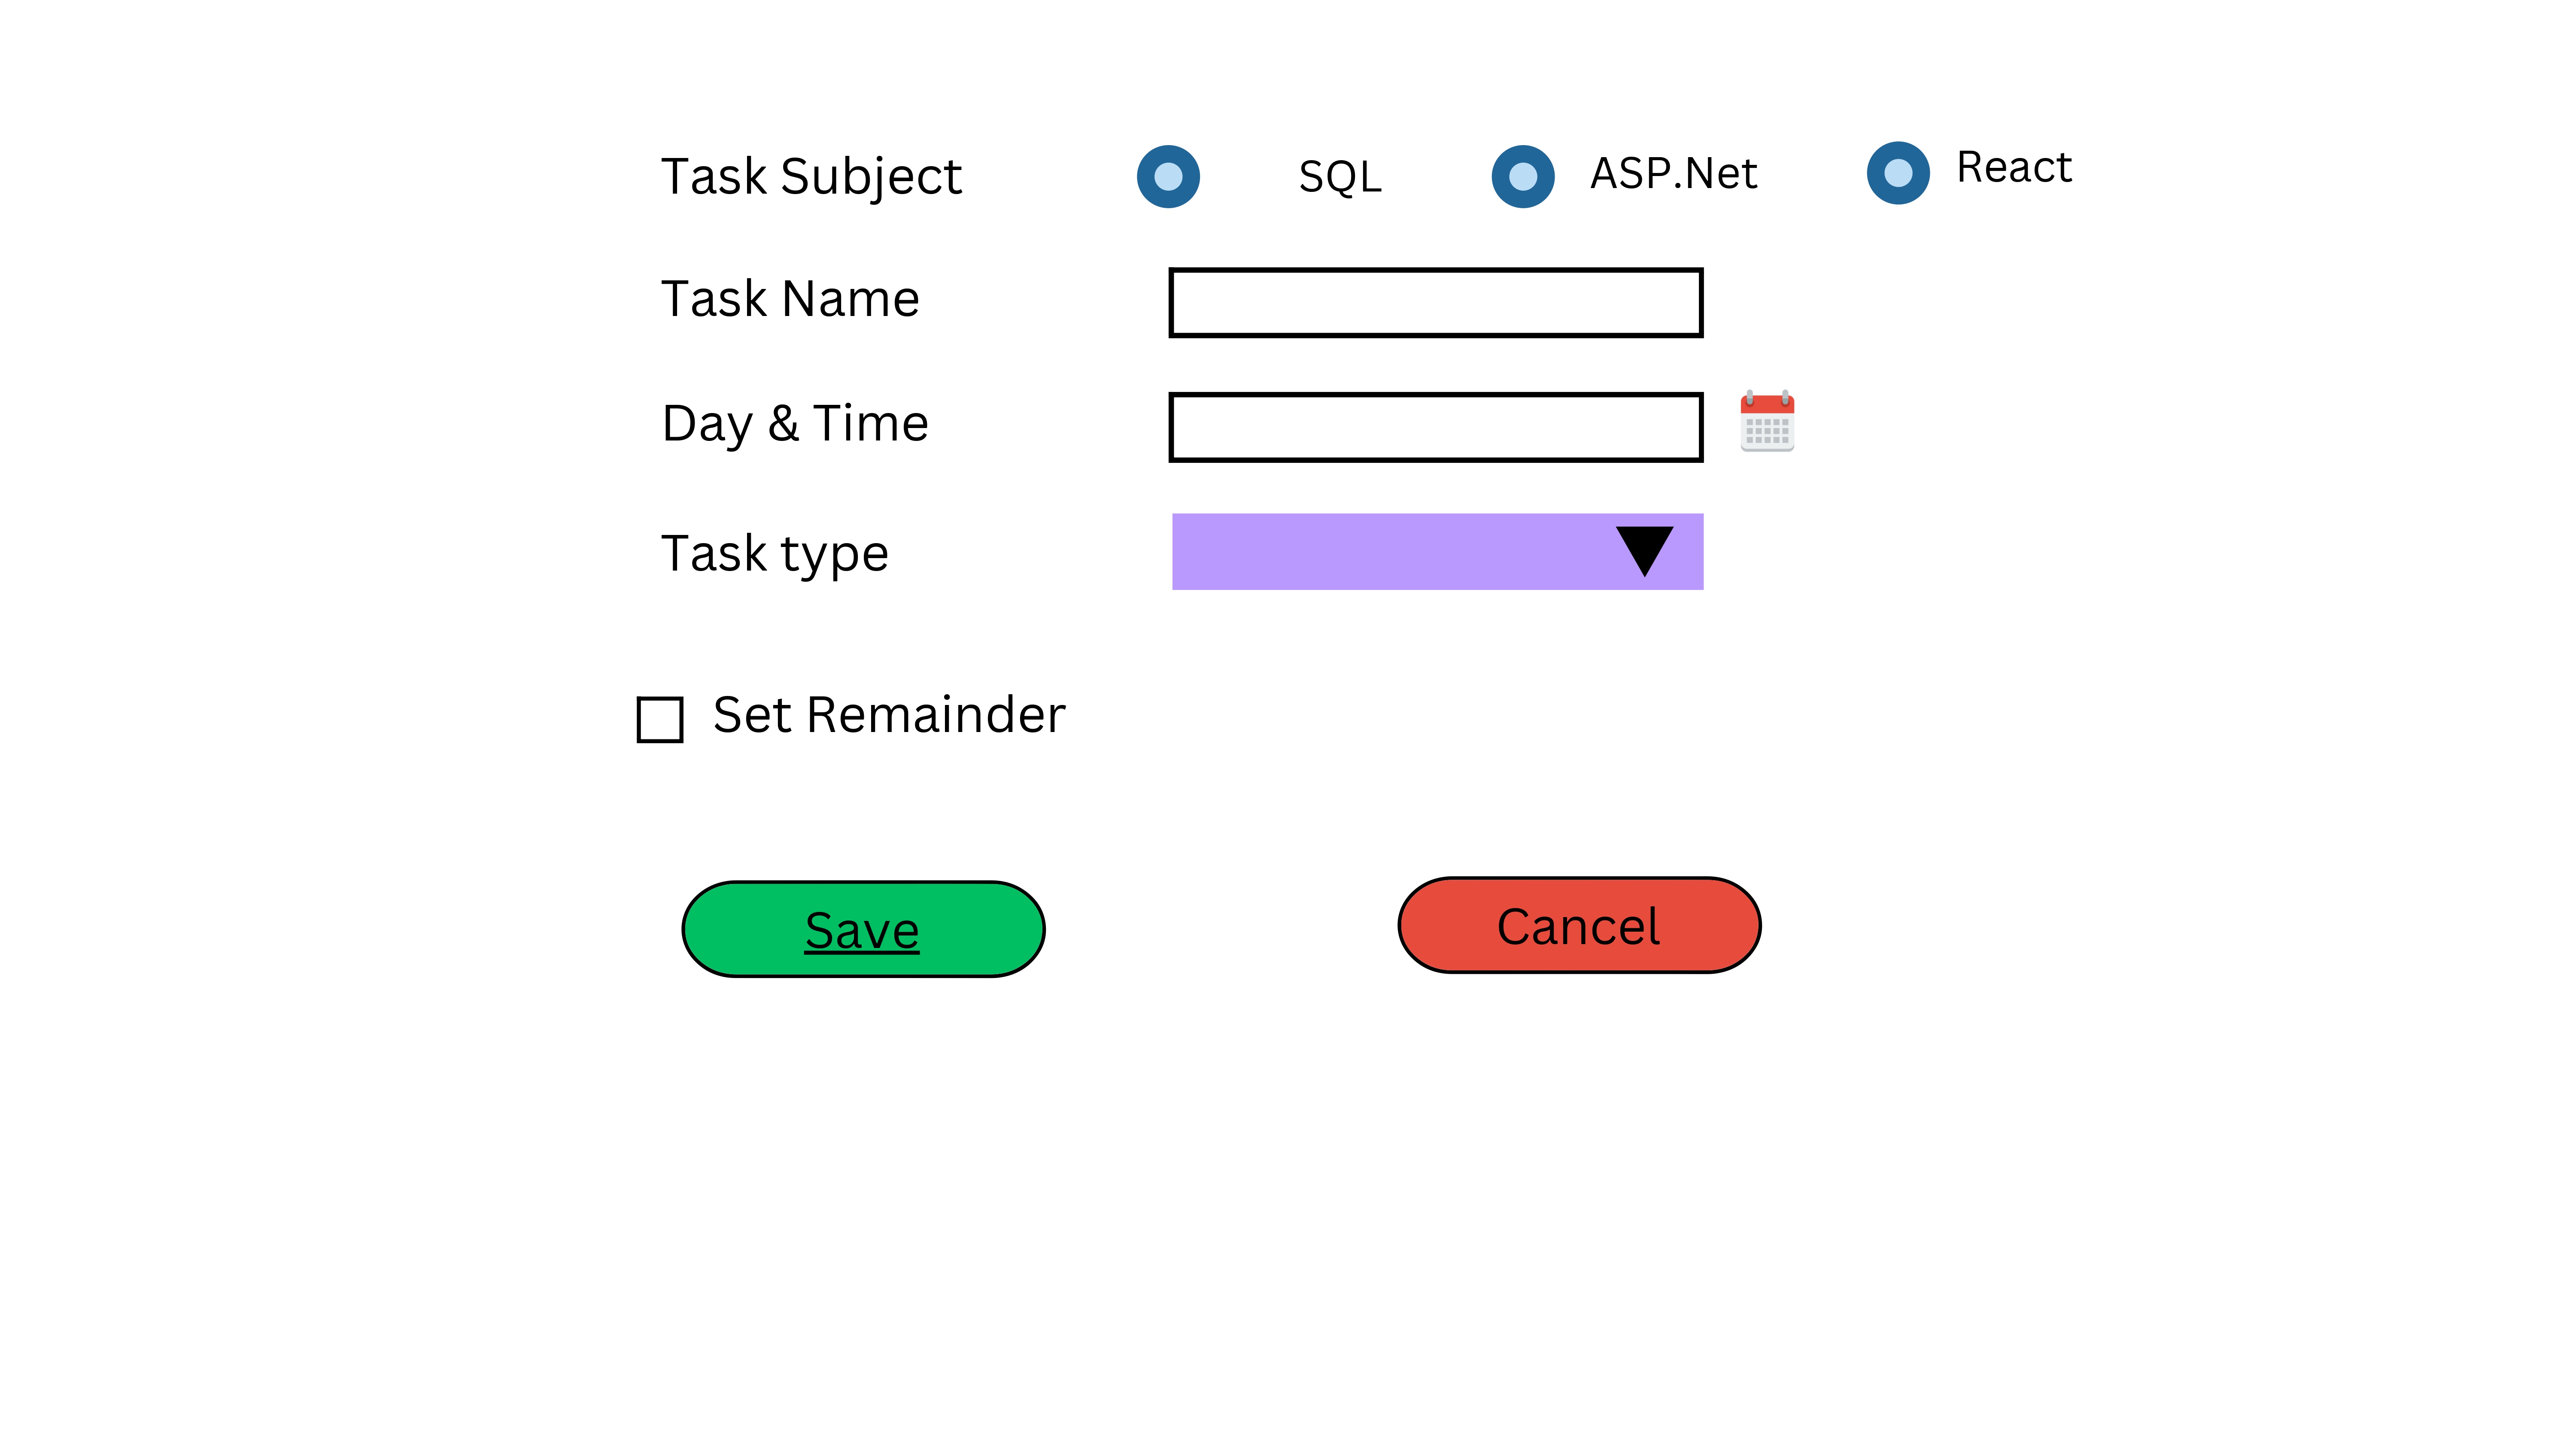 Task Subject SQL ASP.Net React
Task Name
Day & Time
Task type
Set Remainder
Save Cancel